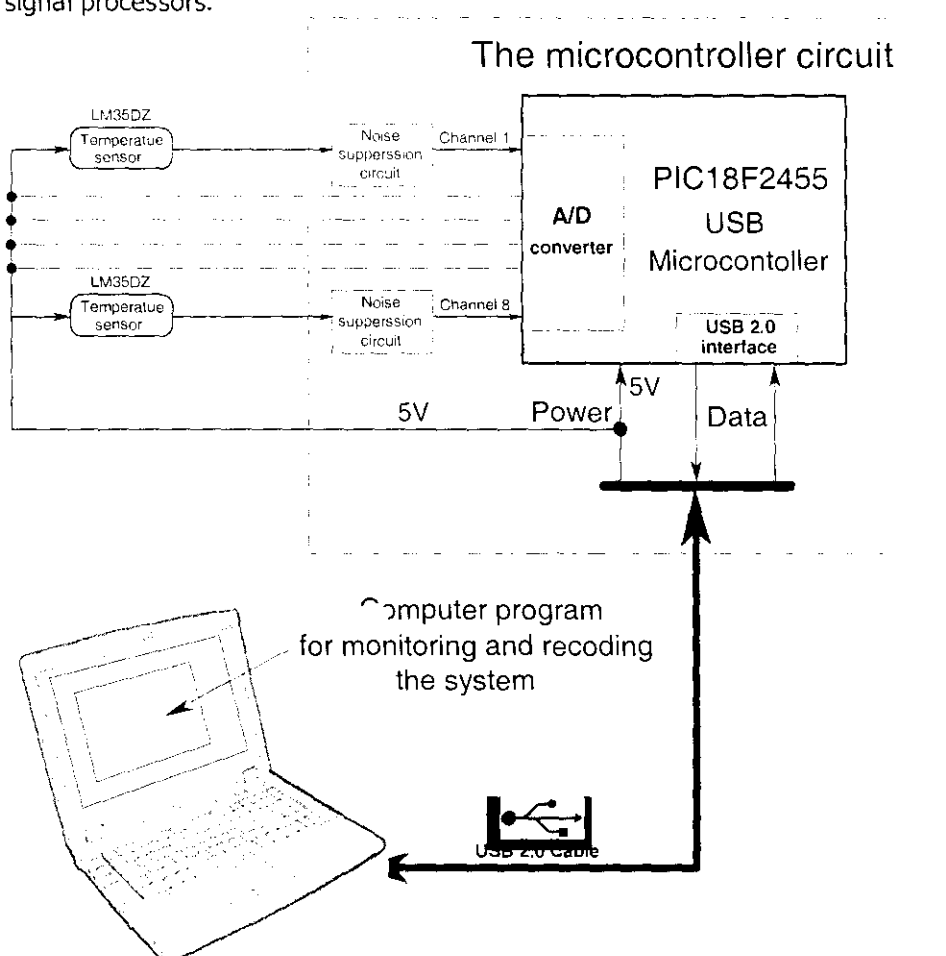 signal processors.
The microcontroller circuit
LM35DZ
Temperatue
sensor
Noise
supperssion
circuit
Channel 1
A/D
converter
PIC18F2455
USB
Microcontoller
LM35DZ
Temperatue
sensor
Noise
supperssion
circuit
Channel 8
USB 2.0
interface
5V
5V
Power
Data
Computer program
for monitoring and recoding
the system
USB 2.0 Cable